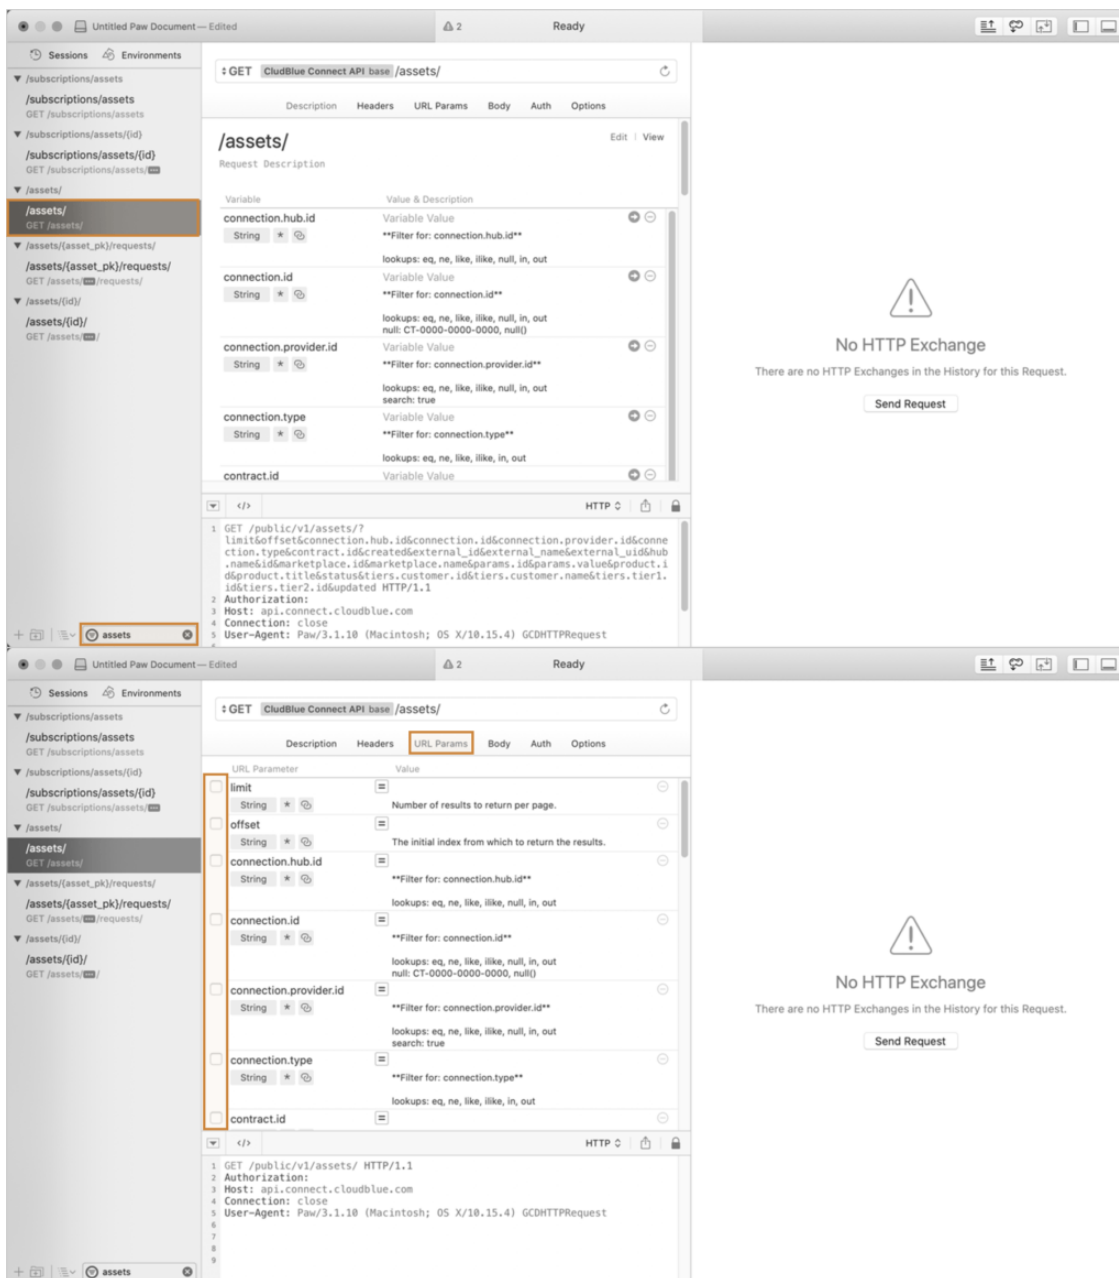 Untitled Paw Document — Edited
2
Ready
Sessions Environments
/subscriptions/assets
/subscriptions/assets
GET /subscriptions/assets
/subscriptions/assets/{id}
/subscriptions/assets/{id}
GET /subscriptions/assets/
/assets/
/assets/
GET /assets/
/assets/{asset_pk}/requests/
/assets/{asset_pk}/requests/
GET /assets/ /requests/
/assets/{id}/
/assets/{id}/
GET /assets/ /
assets
GET CludBlue Connect API base /assets/
Description Headers URL Params Body Auth Options
/assets/
Edit View
Request Description
Variable Value & Description
connection.hub.id Variable Value
String * **Filter for: connection.hub.id**
lookups: eq, ne, like, ilike, null, in, out
connection.id Variable Value
String * **Filter for: connection.id**
lookups: eq, ne, like, ilike, null, in, out
null: CT-0000-0000-0000, null()
connection.provider.id Variable Value
String * **Filter for: connection.provider.id**
lookups: eq, ne, like, ilike, null, in, out
search: true
connection.type Variable Value
String * **Filter for: connection.type**
lookups: eq, ne, like, ilike, in, out
contract.id Variable Value
</> HTTP
1 GET /public/v1/assets/?
limit&offset&connection.hub.id&connection.id&connection.provider.id&conne
ction.type&contract.id&created&external_id&external_name&external_uid&hub
.name&id&marketplace.id&marketplace.name&params.id&params.value&product.i
d&product.title&status&tiers.customer.id&tiers.customer.name&tiers.tier1.
id&tiers.tier2.id&updated HTTP/1.1
2 Authorization:
3 Host: api.connect.cloudblue.com
4 Connection: close
5 User-Agent: Paw/3.1.10 (Macintosh; OS X/10.15.4) GCDHTTPRequest
No HTTP Exchange
There are no HTTP Exchanges in the History for this Request.
Send Request
Untitled Paw Document — Edited
2
Ready
Sessions Environments
/subscriptions/assets
/subscriptions/assets
GET /subscriptions/assets
/subscriptions/assets/{id}
/subscriptions/assets/{id}
GET /subscriptions/assets/
/assets/
/assets/
GET /assets/
/assets/{asset_pk}/requests/
/assets/{asset_pk}/requests/
GET /assets/ /requests/
/assets/{id}/
/assets/{id}/
GET /assets/ /
assets
GET CludBlue Connect API base /assets/
Description Headers URL Params Body Auth Options
URL Parameter Value
limit =
String * Number of results to return per page.
offset =
String * The initial index from which to return the results.
connection.hub.id =
String * **Filter for: connection.hub.id**
lookups: eq, ne, like, ilike, null, in, out
connection.id =
String * **Filter for: connection.id**
lookups: eq, ne, like, ilike, null, in, out
null: CT-0000-0000-0000, null()
connection.provider.id =
String * **Filter for: connection.provider.id**
lookups: eq, ne, like, ilike, null, in, out
search: true
connection.type =
String * **Filter for: connection.type**
lookups: eq, ne, like, ilike, in, out
contract.id =
</> HTTP
1 GET /public/v1/assets/ HTTP/1.1
2 Authorization:
3 Host: api.connect.cloudblue.com
4 Connection: close
5 User-Agent: Paw/3.1.10 (Macintosh; OS X/10.15.4) GCDHTTPRequest
6
7
8
9
No HTTP Exchange
There are no HTTP Exchanges in the History for this Request.
Send Request